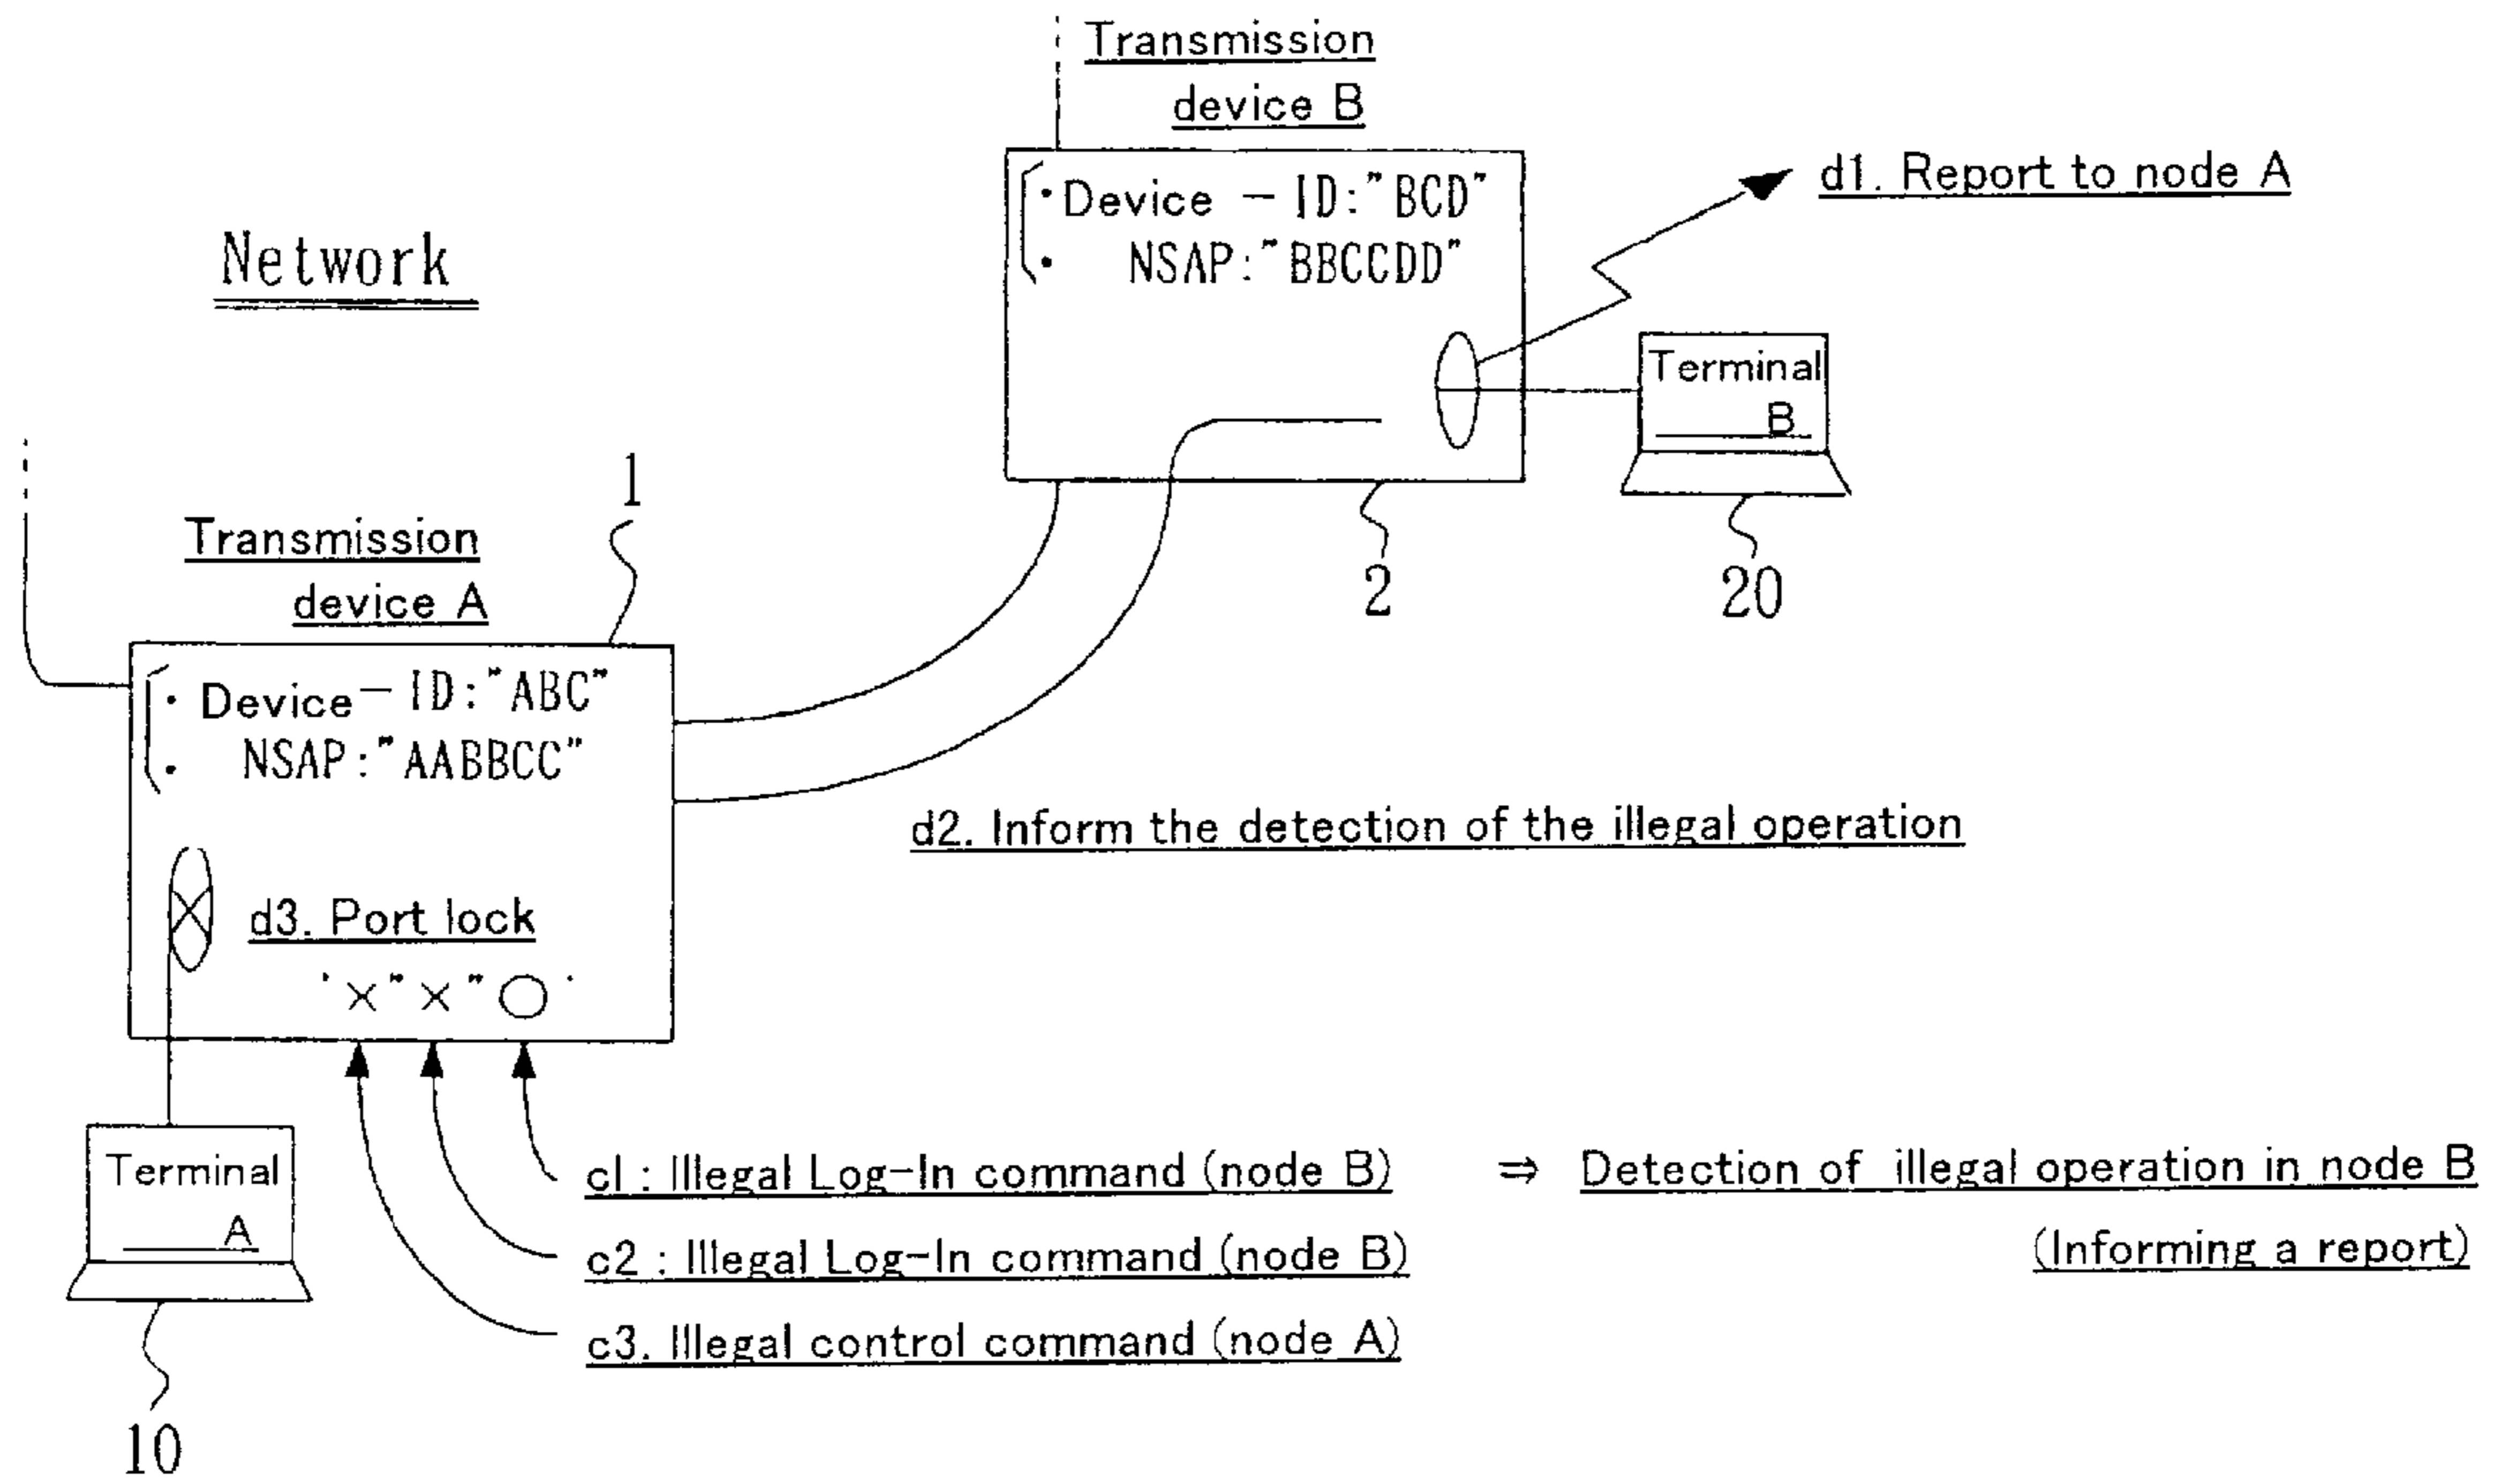 Transmission
device B
・Device - ID:"BCD"
・ NSAP:"BBCCDD"
d1. Report to node A
Network
Terminal
B
2
20
1
Transmission
device A
・Device - ID:"ABC"
・ NSAP:"AABBCC"
d2. Inform the detection of the illegal operation
d3. Port lock
'×"×"○'
Terminal
A
10
c1 : Illegal Log-In command (node B) ⇒ Detection of illegal operation in node B
(Informing a report)
c2 : Illegal Log-In command (node B)
c3. Illegal control command (node A)